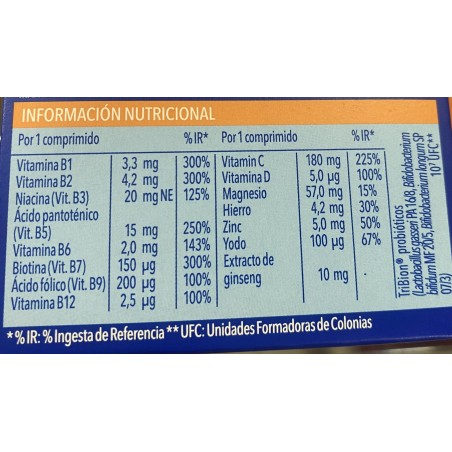 INFORMACIÓN NUTRICIONAL
Por 1 comprimido %IR*
Vitamina B1 3,3 mg 300%
Vitamina B2 4,2 mg 300%
Niacina (Vit. B3) 20 mg NE 125%
Ácido pantoténico
(Vit. B5) 15 mg 250%
Vitamina B6 2,0 mg 143%
Biotina (Vit. B7) 150 µg 300%
Ácido fólico (Vit. B9) 200 µg 100%
Vitamina B12 2,5 µg 100%
Por 1 comprimido %IR*
Vitamin C 180 mg 225%
Vitamina D 5,0 µg 100%
Magnesio 57,0 mg 15%
Hierro 4,2 mg 30%
Zinc 5,0 mg 50%
Yodo 100 µg 67%
Extracto de
ginseng 10 mg
TriBion® probióticos
(Lactobacillus gasseri PA 16/8, Bifidobacterium
bifidum MF 20/5, Bifidobacterium longum SP
07/3) 10⁷ UFC**
* % IR: % Ingesta de Referencia ** UFC: Unidades Formadoras de Colonias